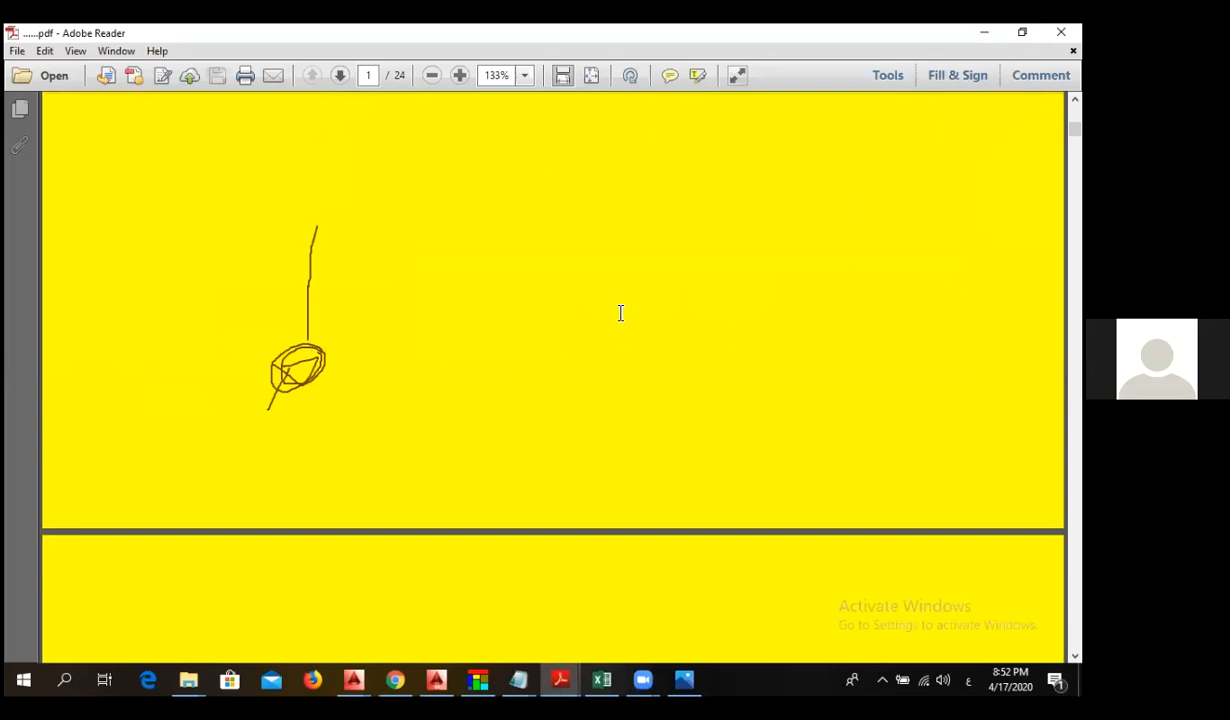 ......pdf - Adobe Reader
File Edit View Window Help
Open 1 / 24 133% Tools Fill & Sign Comment
Activate Windows
Go to Settings to activate Windows.
8:52 PM
ع
4/17/2020